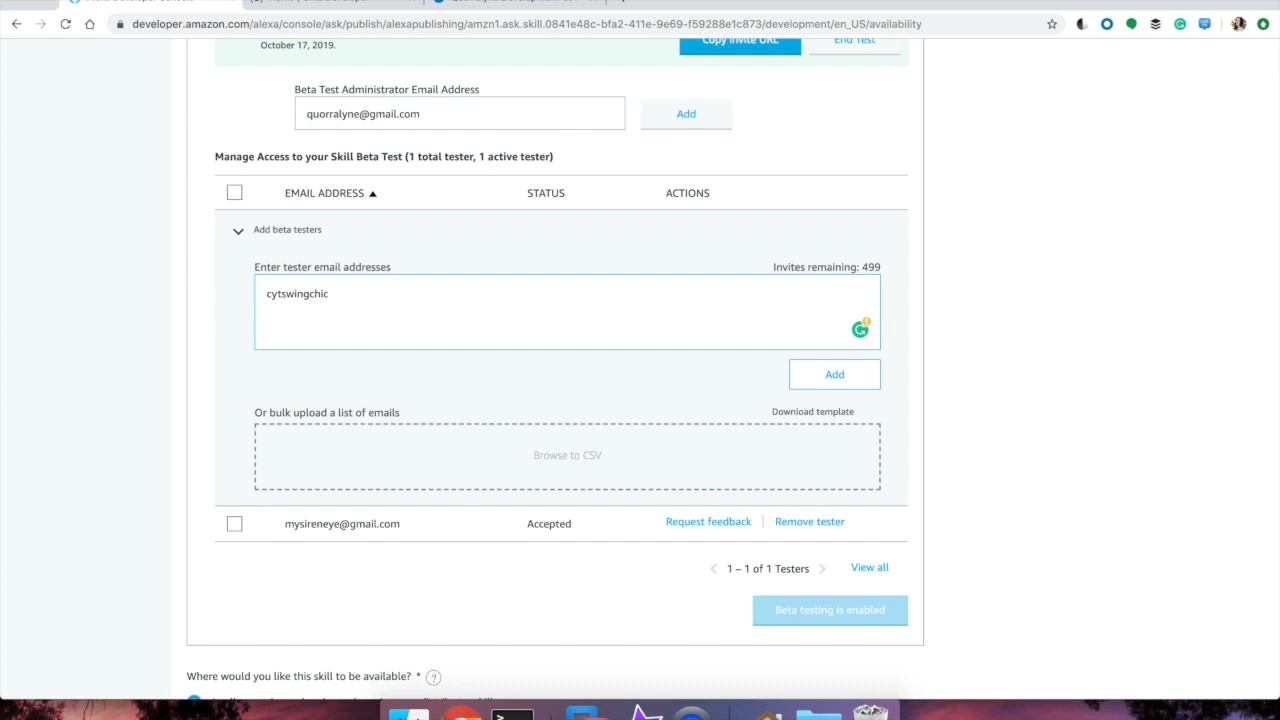 developer.amazon.com/alexa/console/ask/publish/alexapublishing/amzn1.ask.skill.0841e48c-bfa2-411e-9e69-f59288e1c873/development/en_US/availability
October 17, 2019.
Copy Invite URL
End Test
Beta Test Administrator Email Address
quorralyne@gmail.com
Add
Manage Access to your Skill Beta Test (1 total tester, 1 active tester)
EMAIL ADDRESS ▲
STATUS
ACTIONS
Add beta testers
Enter tester email addresses
Invites remaining: 499
cytswingchic
Add
Or bulk upload a list of emails
Download template
Browse to CSV
mysireneye@gmail.com
Accepted
Request feedback
Remove tester
1 – 1 of 1 Testers
View all
Beta testing is enabled
Where would you like this skill to be available? * ?